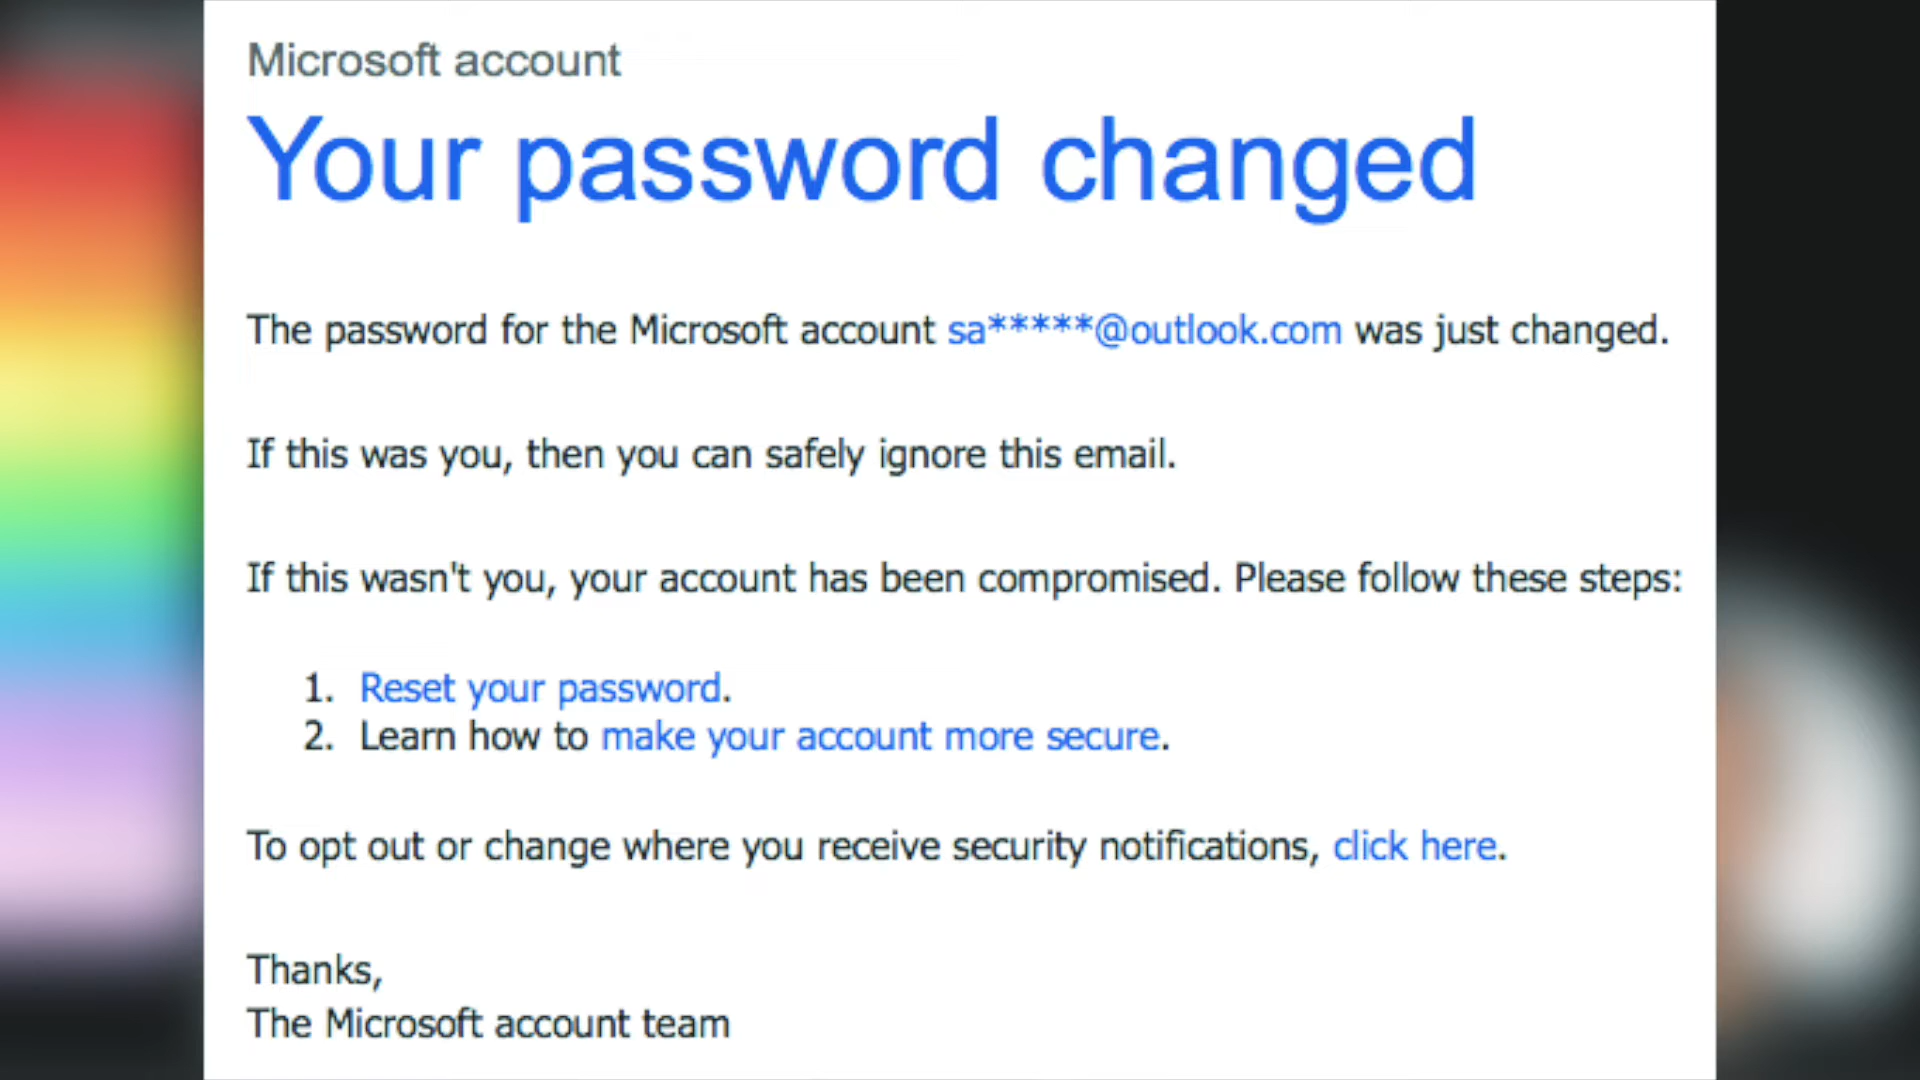 Microsoft account
Your password changed
The password for the Microsoft account sa*****@outlook.com was just changed.
If this was you, then you can safely ignore this email.
If this wasn't you, your account has been compromised. Please follow these steps:
1. Reset your password.
2. Learn how to make your account more secure.
To opt out or change where you receive security notifications, click here.
Thanks,
The Microsoft account team